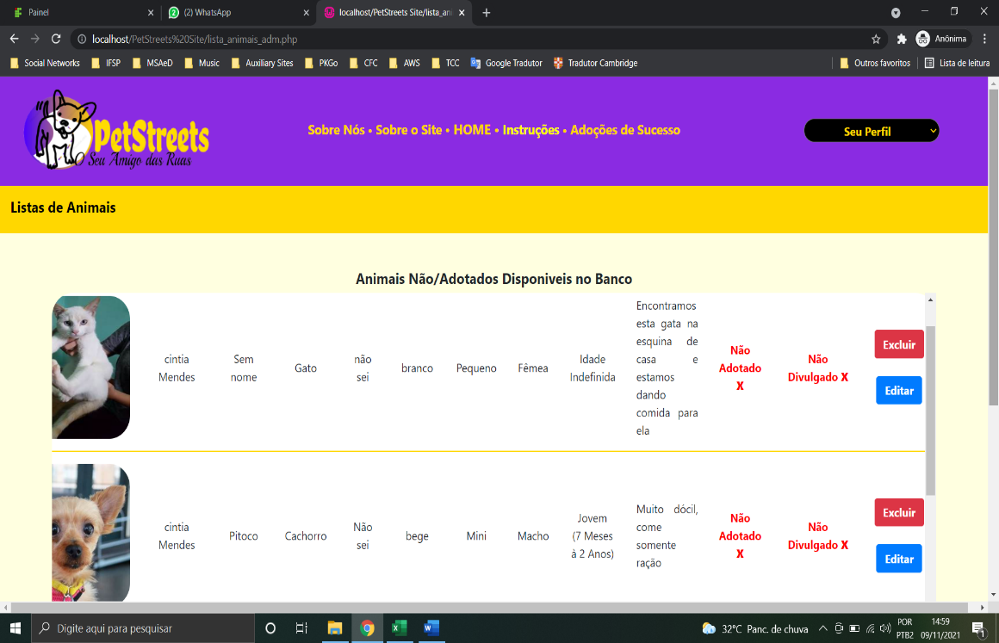 Painel
(2) WhatsApp
localhost/PetStreets Site/lista_ani
localhost/PetStreets%20Site/lista_animais_adm.php
Anônima
Social Networks IFSP MSAeD Music Auxiliary Sites PKGo CFC AWS TCC Google Tradutor Tradutor Cambridge Outros favoritos Lista de leitura
PetStreets
Seu Amigo das Ruas
Sobre Nós • Sobre o Site • HOME • Instruções • Adoções de Sucesso
Seu Perfil
Listas de Animais
Animais Não/Adotados Disponiveis no Banco
cintia
Mendes
Sem
nome
Gato
não
sei
branco
Pequeno
Fêmea
Idade
Indefinida
Encontramos
esta gata na
esquina de
casa e
estamos
dando
comida para
ela
Não
Adotado
X
Não
Divulgado X
Excluir
Editar
cintia
Mendes
Pitoco
Cachorro
Não
sei
bege
Mini
Macho
Jovem
(7 Meses
à 2 Anos)
Muito dócil,
come
somente
ração
Não
Adotado
X
Não
Divulgado X
Excluir
Editar
Digite aqui para pesquisar
32°C Panc. de chuva
POR
PTB2
14:59
09/11/2021
1